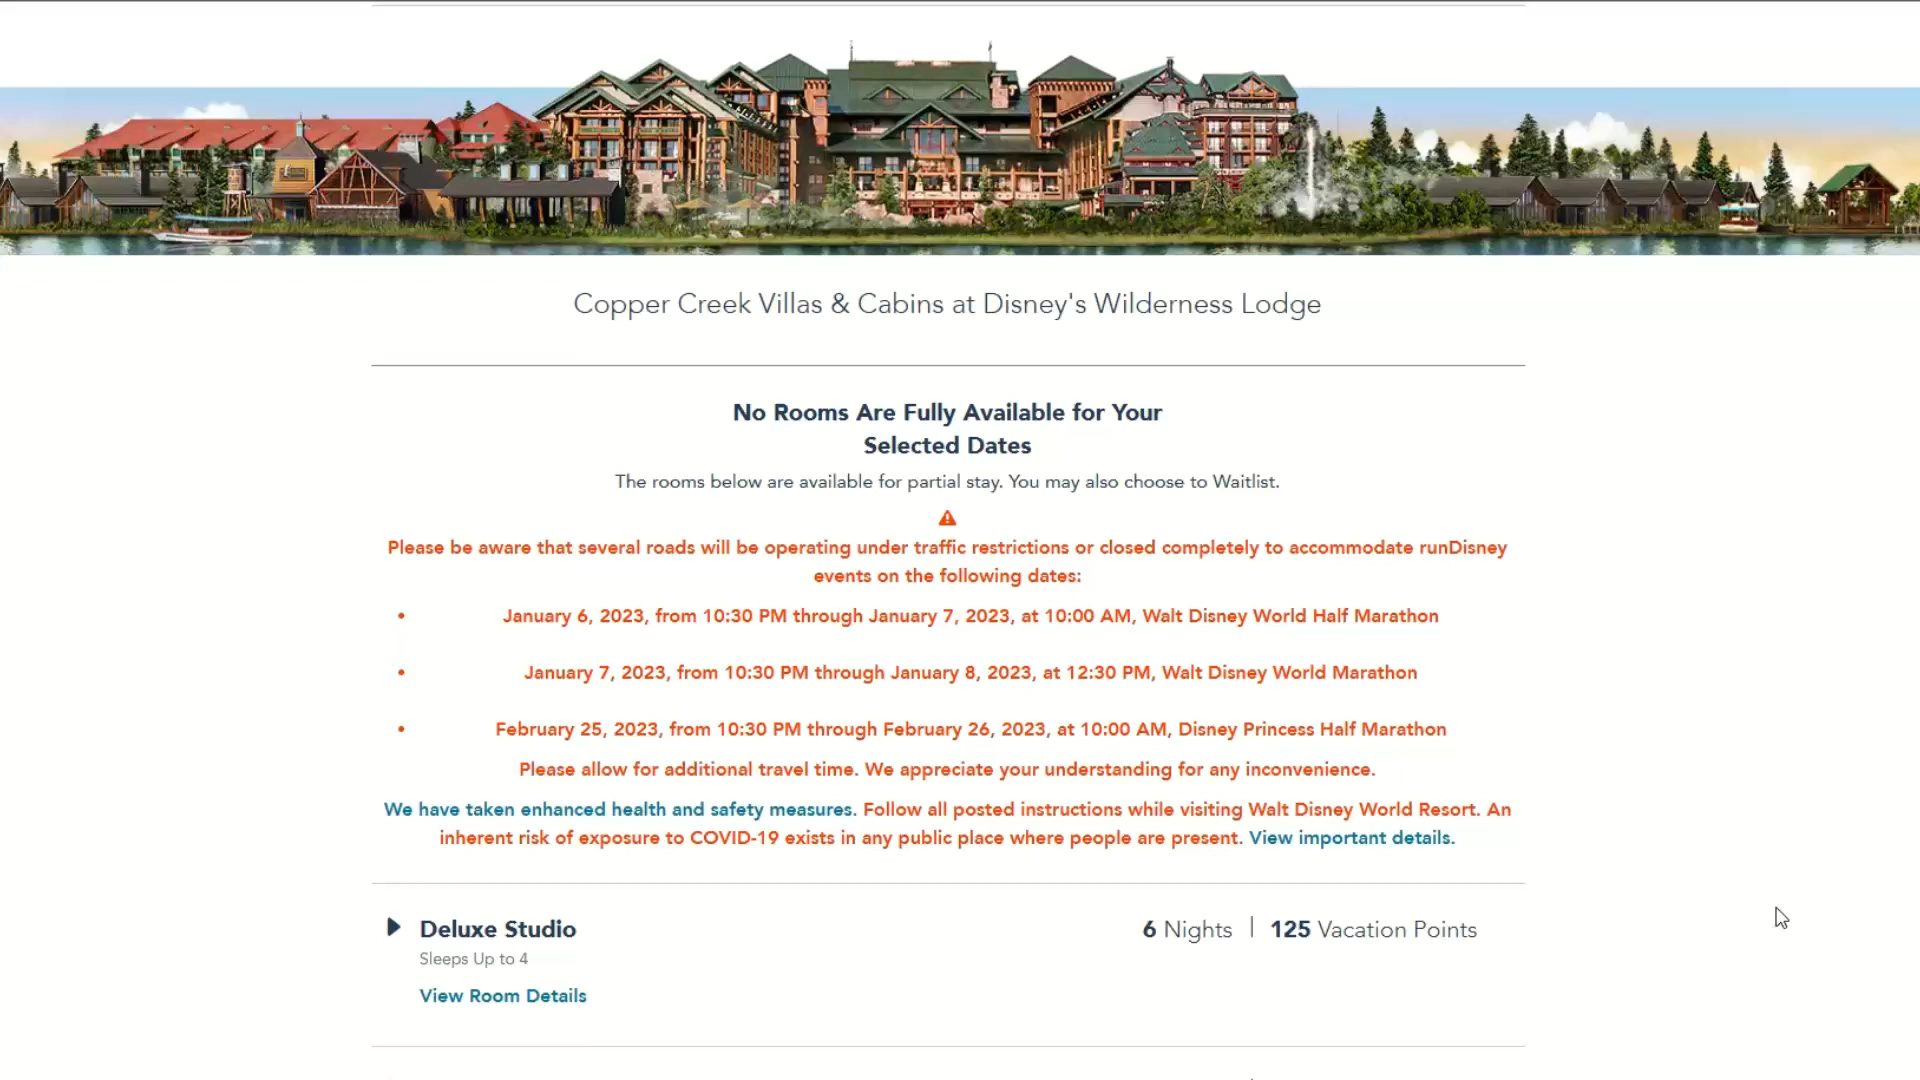 Copper Creek Villas & Cabins at Disney's Wilderness Lodge
No Rooms Are Fully Available for Your
Selected Dates
The rooms below are available for partial stay. You may also choose to Waitlist.
Please be aware that several roads will be operating under traffic restrictions or closed completely to accommodate runDisney
events on the following dates:
• January 6, 2023, from 10:30 PM through January 7, 2023, at 10:00 AM, Walt Disney World Half Marathon
• January 7, 2023, from 10:30 PM through January 8, 2023, at 12:30 PM, Walt Disney World Marathon
• February 25, 2023, from 10:30 PM through February 26, 2023, at 10:00 AM, Disney Princess Half Marathon
Please allow for additional travel time. We appreciate your understanding for any inconvenience.
We have taken enhanced health and safety measures. Follow all posted instructions while visiting Walt Disney World Resort. An
inherent risk of exposure to COVID-19 exists in any public place where people are present. View important details.
Deluxe Studio 6 Nights | 125 Vacation Points
Sleeps Up to 4
View Room Details